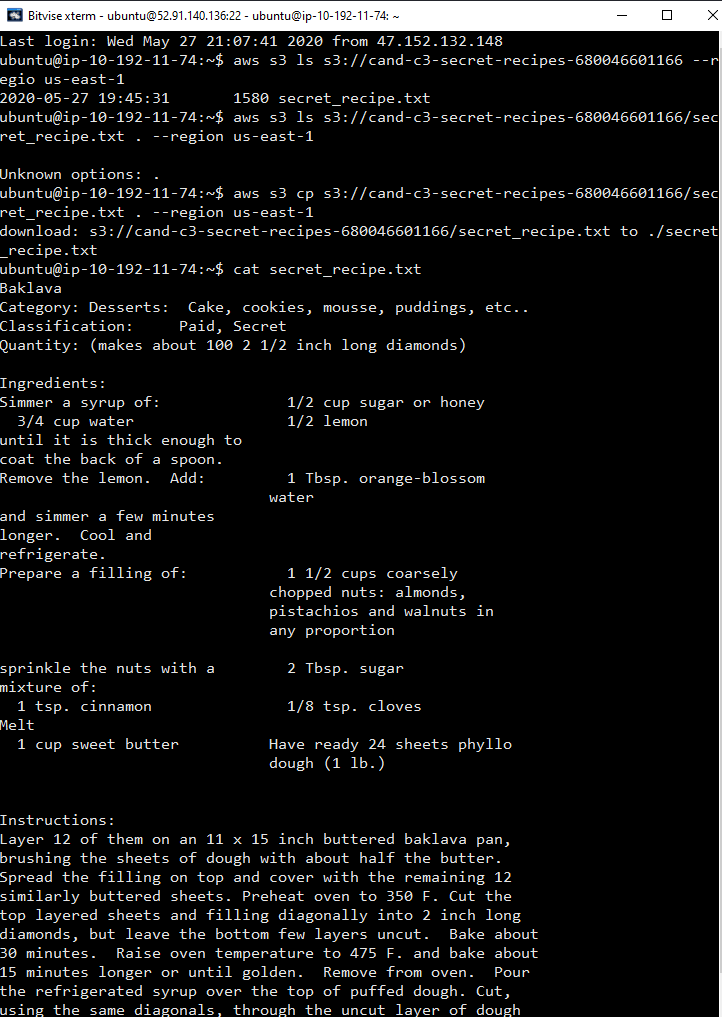 Bitvise xterm - ubuntu@52.91.140.136:22 - ubuntu@ip-10-192-11-74: ~
Last login: Wed May 27 21:07:41 2020 from 47.152.132.148
ubuntu@ip-10-192-11-74:~$ aws s3 ls s3://cand-c3-secret-recipes-680046601166 --r
egio us-east-1
2020-05-27 19:45:31       1580 secret_recipe.txt
ubuntu@ip-10-192-11-74:~$ aws s3 ls s3://cand-c3-secret-recipes-680046601166/sec
ret_recipe.txt . --region us-east-1

Unknown options: .
ubuntu@ip-10-192-11-74:~$ aws s3 cp s3://cand-c3-secret-recipes-680046601166/sec
ret_recipe.txt . --region us-east-1
download: s3://cand-c3-secret-recipes-680046601166/secret_recipe.txt to ./secret
_recipe.txt
ubuntu@ip-10-192-11-74:~$ cat secret_recipe.txt
Baklava
Category: Desserts:  Cake, cookies, mousse, puddings, etc..
Classification:     Paid, Secret
Quantity: (makes about 100 2 1/2 inch long diamonds)

Ingredients:
Simmer a syrup of:              1/2 cup sugar or honey
  3/4 cup water                 1/2 lemon
until it is thick enough to
coat the back of a spoon.
Remove the lemon.  Add:         1 Tbsp. orange-blossom
                              water
and simmer a few minutes
longer.  Cool and
refrigerate.
Prepare a filling of:           1 1/2 cups coarsely
                              chopped nuts: almonds,
                              pistachios and walnuts in
                              any proportion

sprinkle the nuts with a        2 Tbsp. sugar
mixture of:
  1 tsp. cinnamon               1/8 tsp. cloves
Melt
  1 cup sweet butter          Have ready 24 sheets phyllo
                              dough (1 lb.)


Instructions:
Layer 12 of them on an 11 x 15 inch buttered baklava pan,
brushing the sheets of dough with about half the butter.
Spread the filling on top and cover with the remaining 12
similarly buttered sheets. Preheat oven to 350 F. Cut the
top layered sheets and filling diagonally into 2 inch long
diamonds, but leave the bottom few layers uncut.  Bake about
30 minutes.  Raise oven temperature to 475 F. and bake about
15 minutes longer or until golden.  Remove from oven.  Pour
the refrigerated syrup over the top of puffed dough. Cut,
using the same diagonals, through the uncut layer of dough